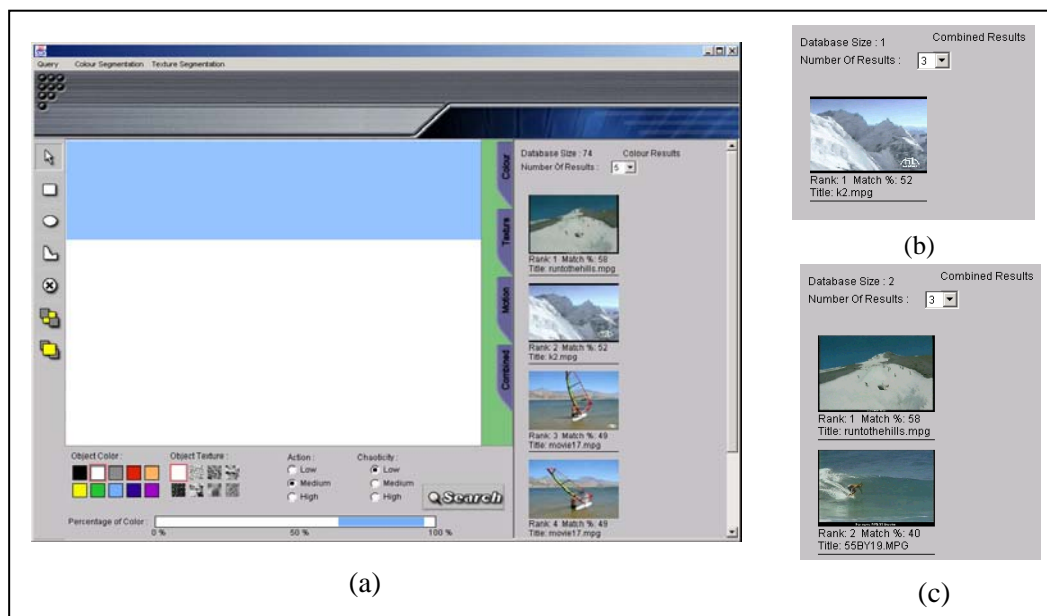 Query Colour Segmentation Texture Segmentation
Colour
Texture
Motion
Combined
Database Size : 74 Colour Results
Number Of Results : 5
Rank: 1 Match %: 58
Title: runtothehills.mpg
Rank: 2 Match %: 52
Title: k2.mpg
Rank: 3 Match %: 49
Title: movie17.mpg
Rank: 4 Match %: 49
Title: movie17.mpg
Object Color : Object Texture : Action : Chaoticity :
Low Low
Medium Medium
High High
Search
Percentage of Color :
0 % 50 % 100 %
(a)
Combined Results
Database Size : 1
Number Of Results : 3
Rank: 1 Match %: 52
Title: k2.mpg
(b)
Combined Results
Database Size : 2
Number Of Results : 3
Rank: 1 Match %: 58
Title: runtothehills.mpg
Rank: 2 Match %: 40
Title: 55BY19.MPG
(c)